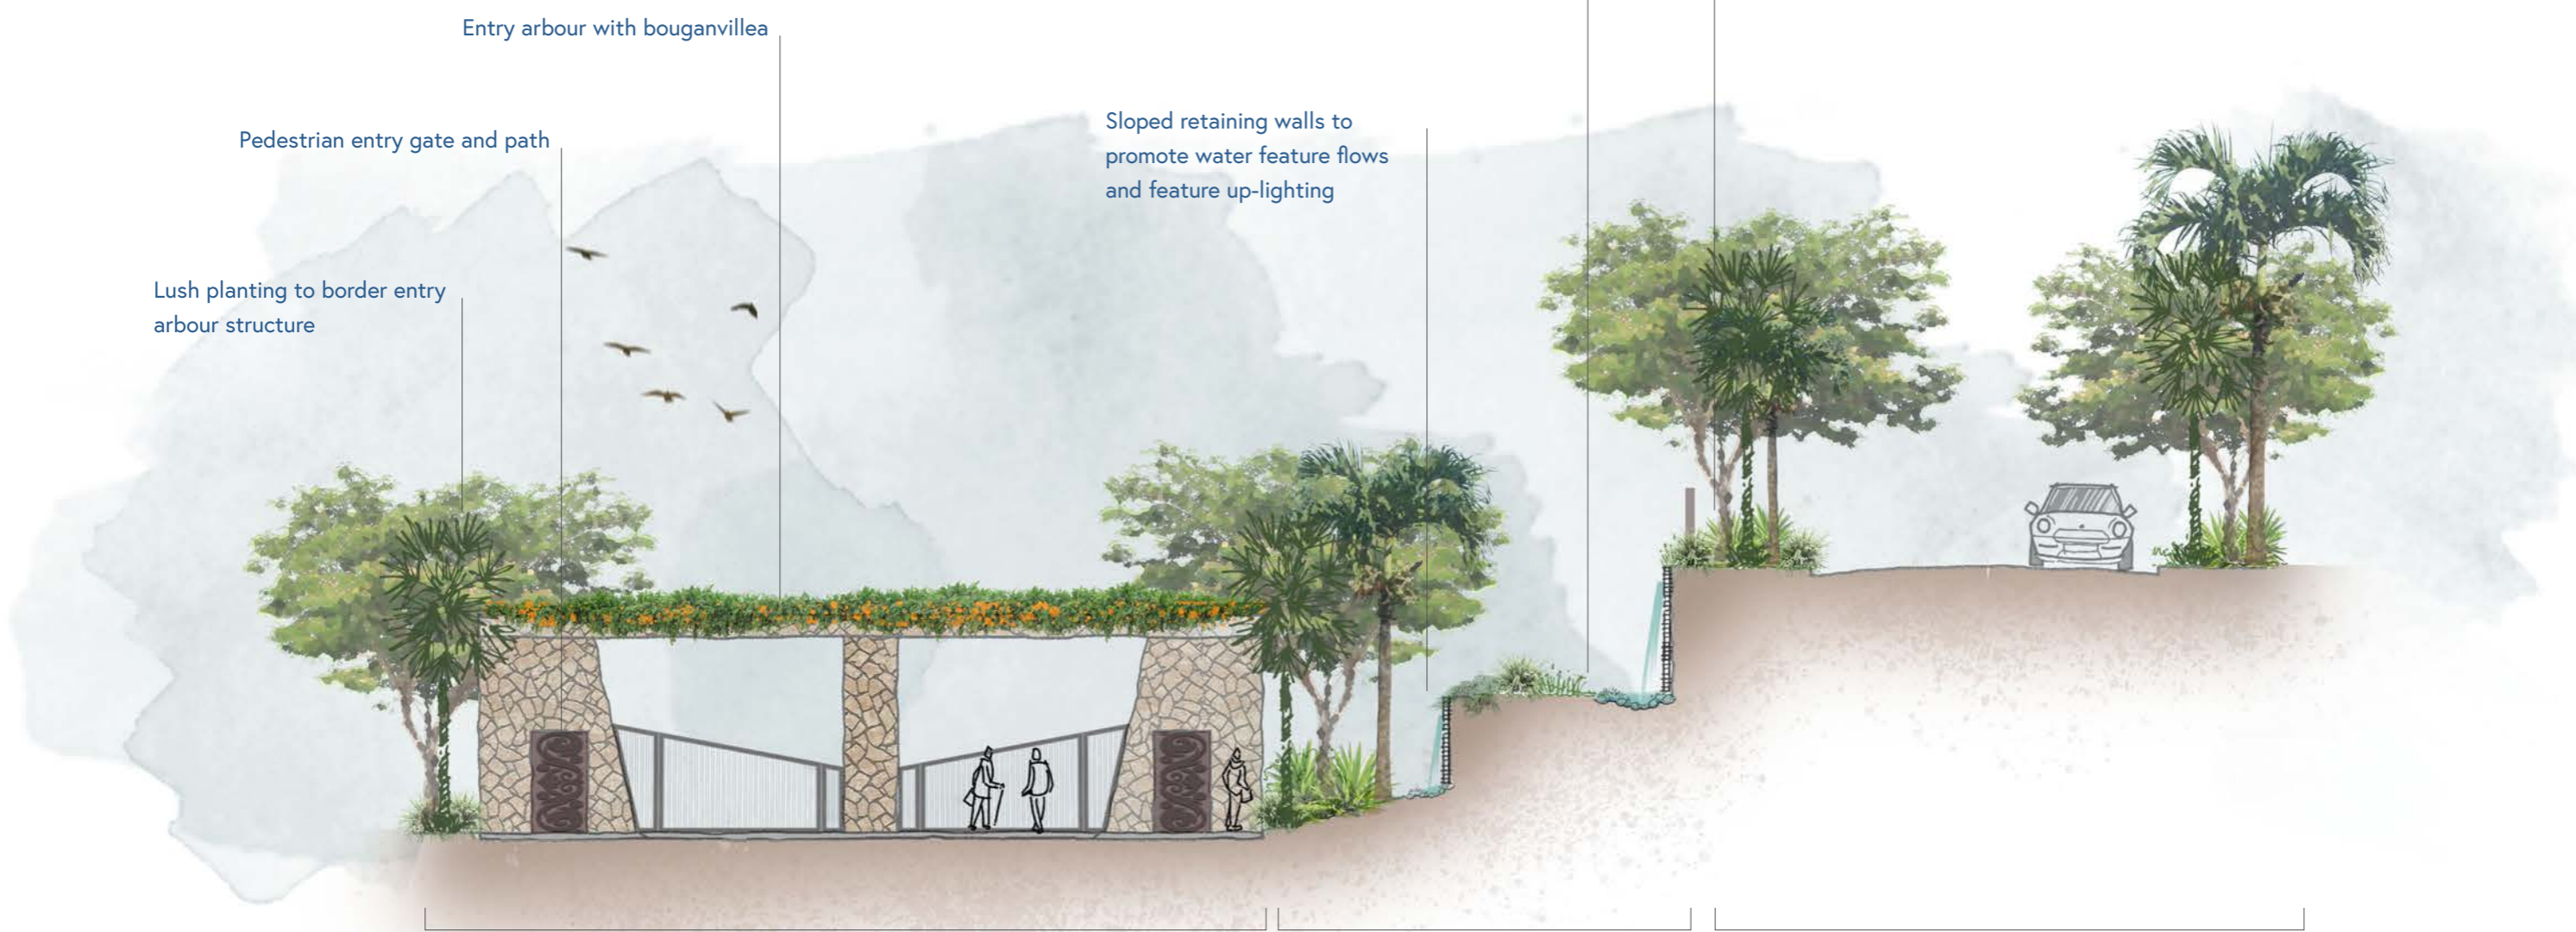 Entry arbour with bouganvillea
Pedestrian entry gate and path
Sloped retaining walls to
promote water feature flows
and feature up-lighting
Lush planting to border entry
arbour structure